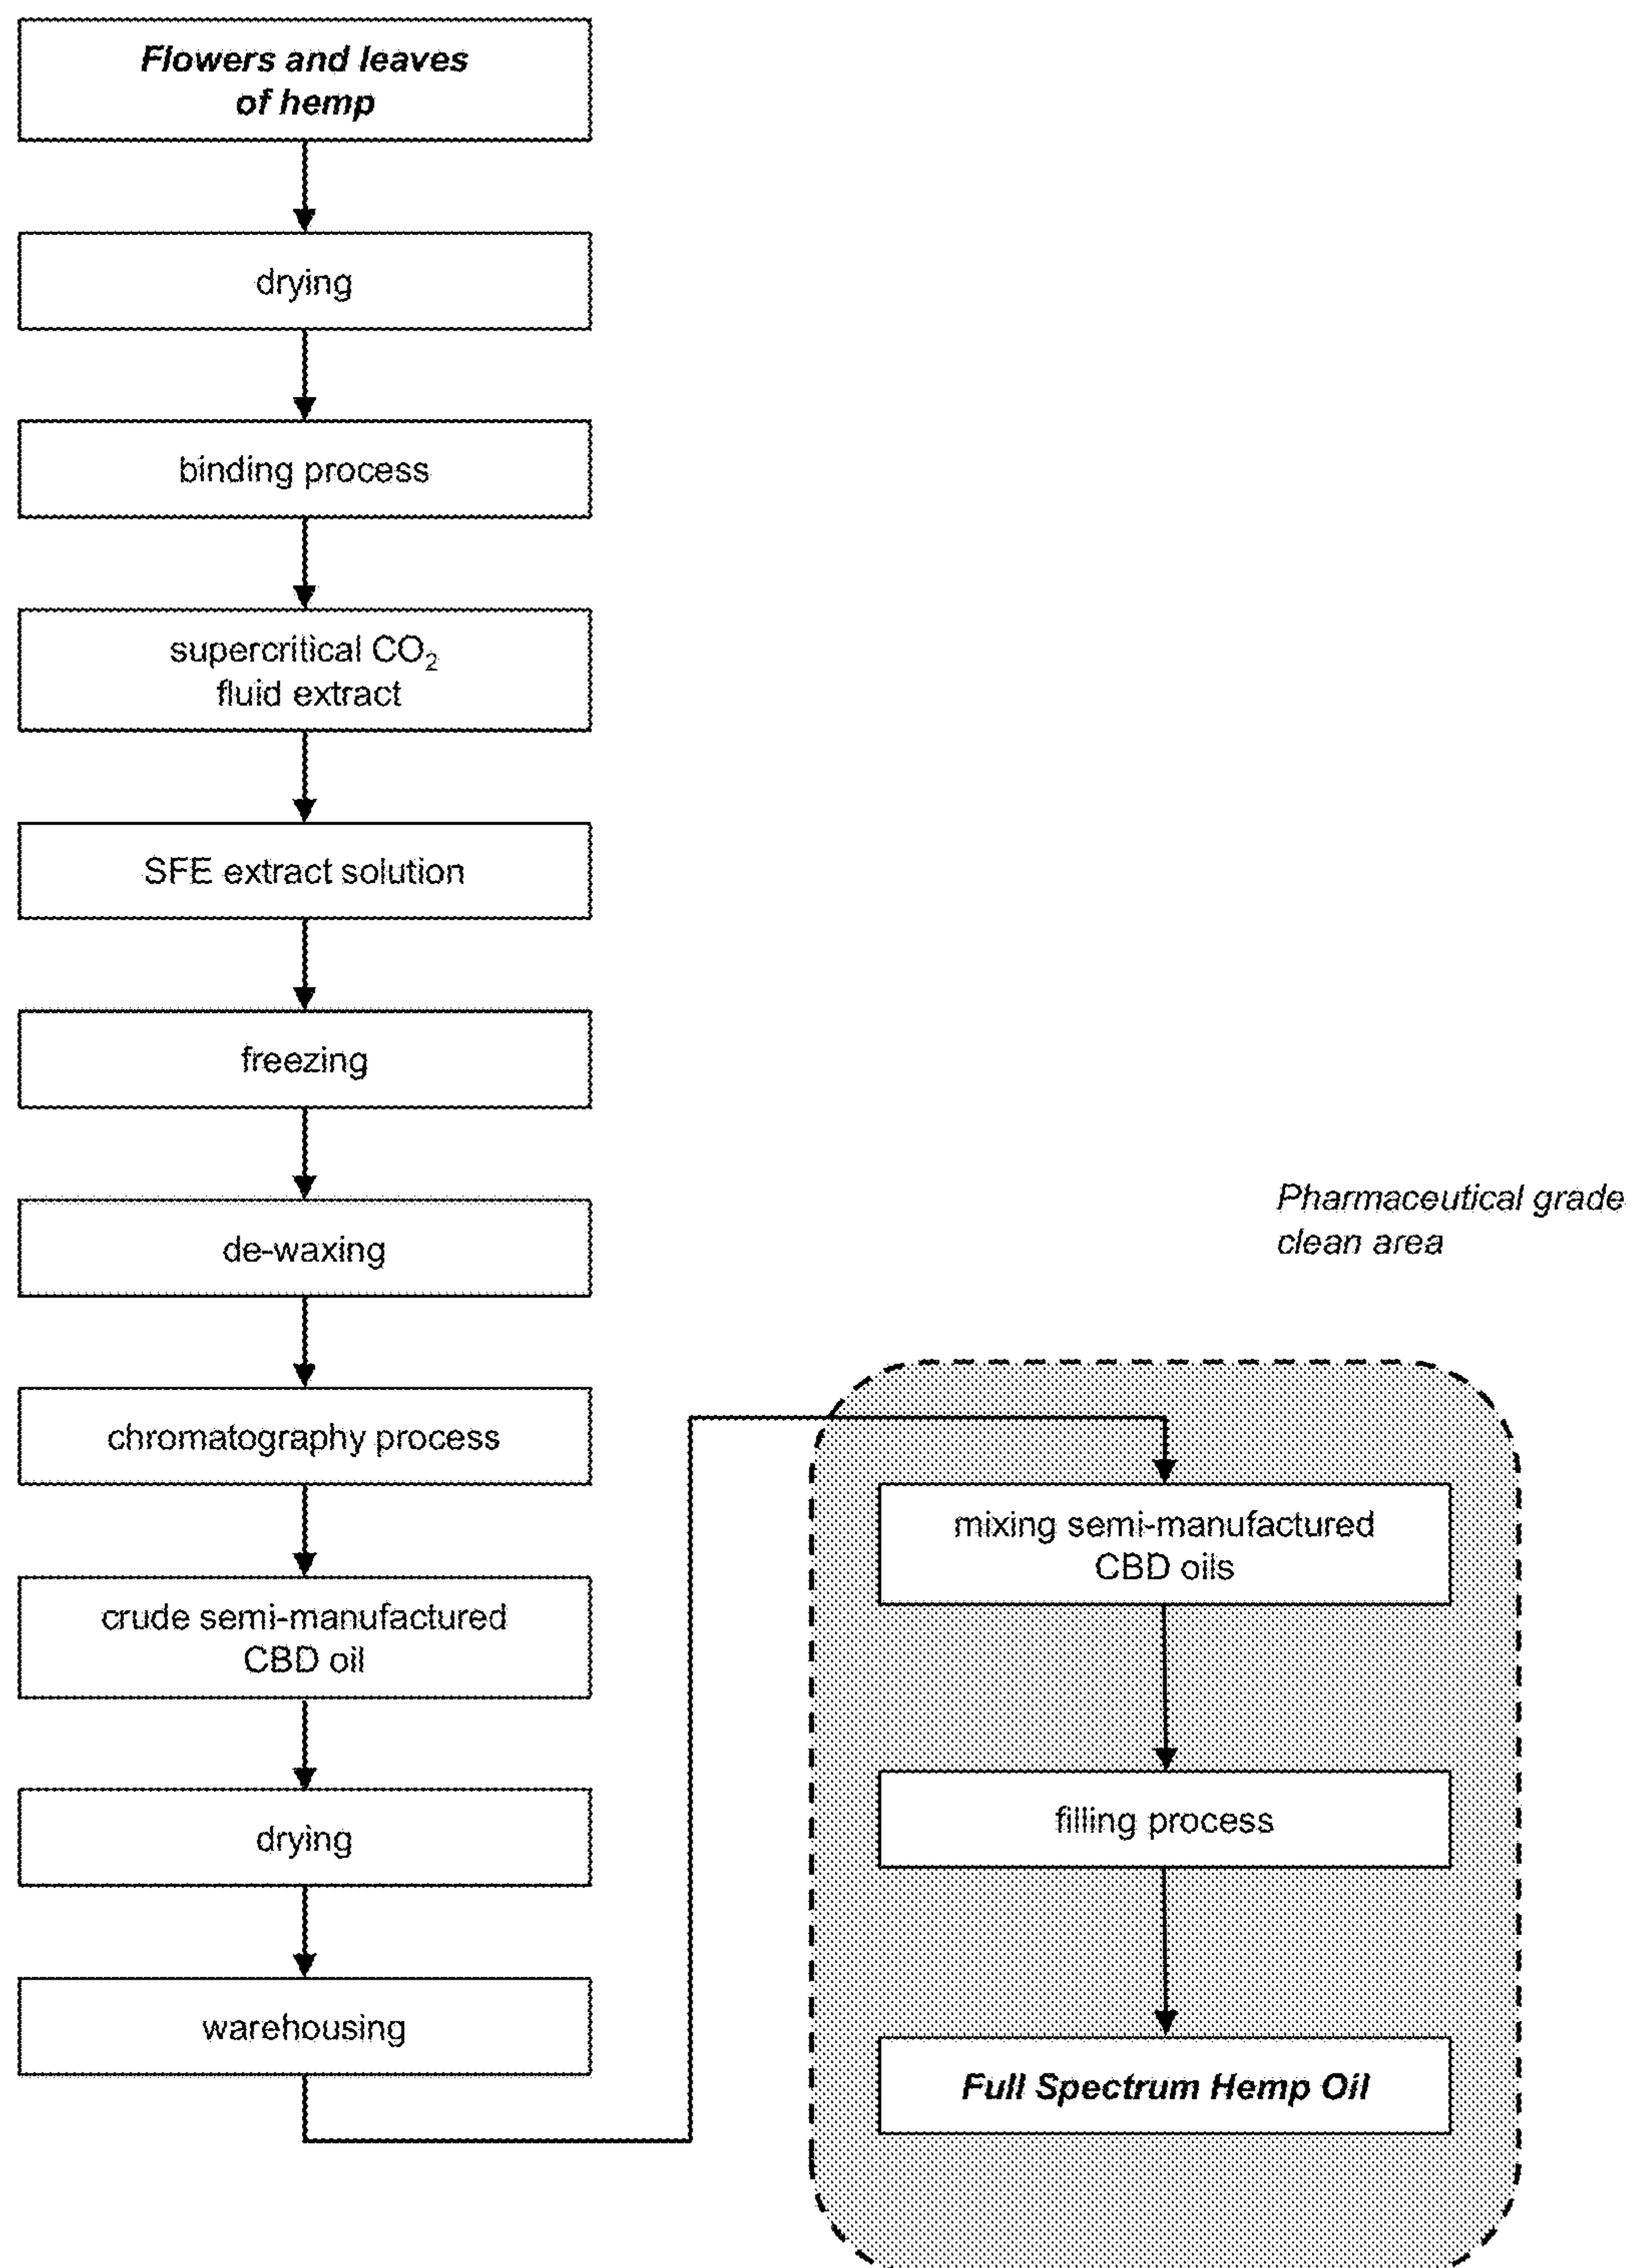 Flowers and leaves
of hemp
drying
binding process
supercritical CO₂
fluid extract
SFE extract solution
freezing
de-waxing
chromatography process
crude semi-manufactured
CBD oil
drying
warehousing
Pharmaceutical grade
clean area
mixing semi-manufactured
CBD oils
filling process
Full Spectrum Hemp Oil